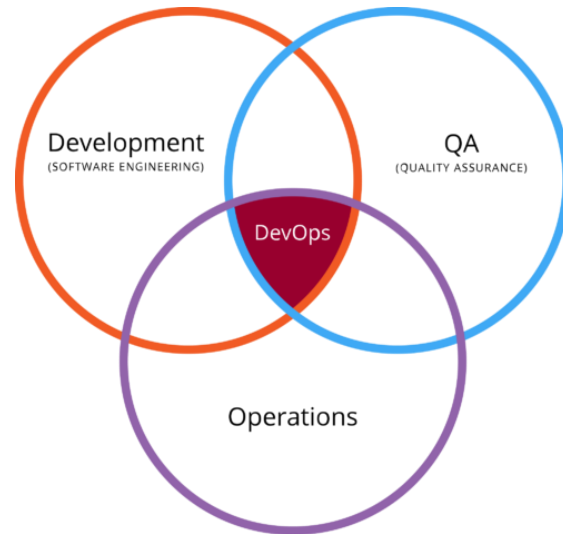 Development
(SOFTWARE ENGINEERING)
QA
(QUALITY ASSURANCE)
DevOps
Operations